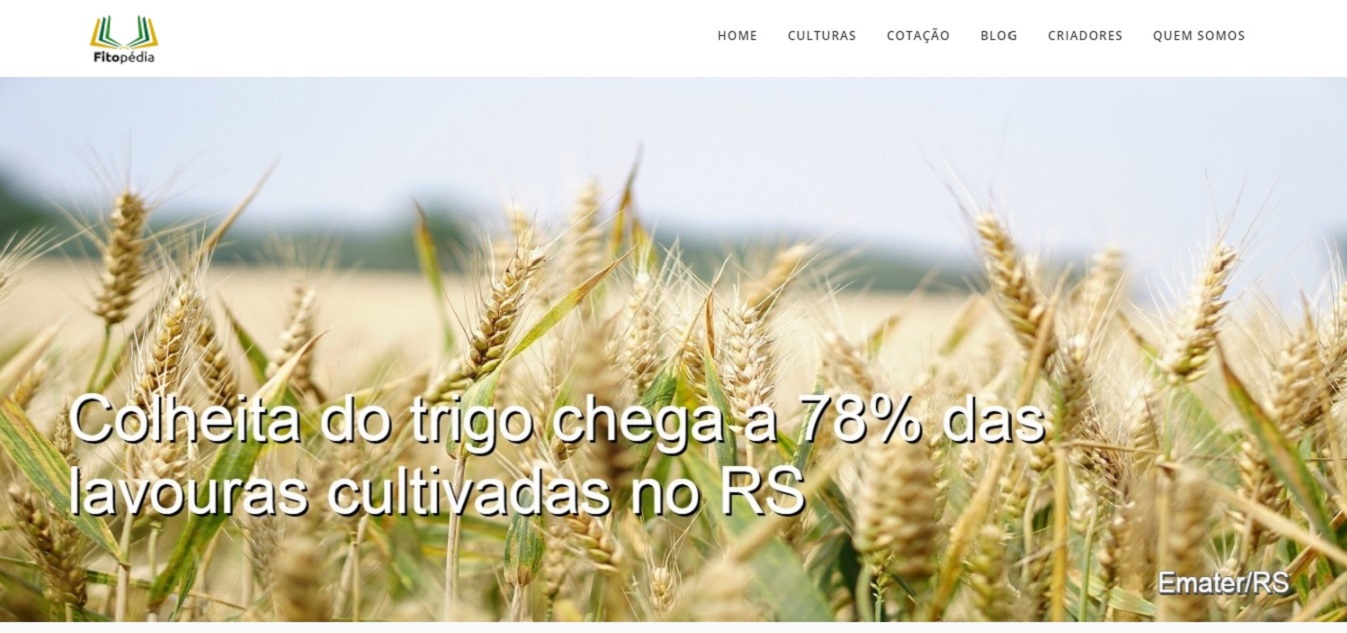 Fitopédia
HOME CULTURAS COTAÇÃO BLOG CRIADORES QUEM SOMOS
Colheita do trigo chega a 78% das
lavouras cultivadas no RS
Emater/RS